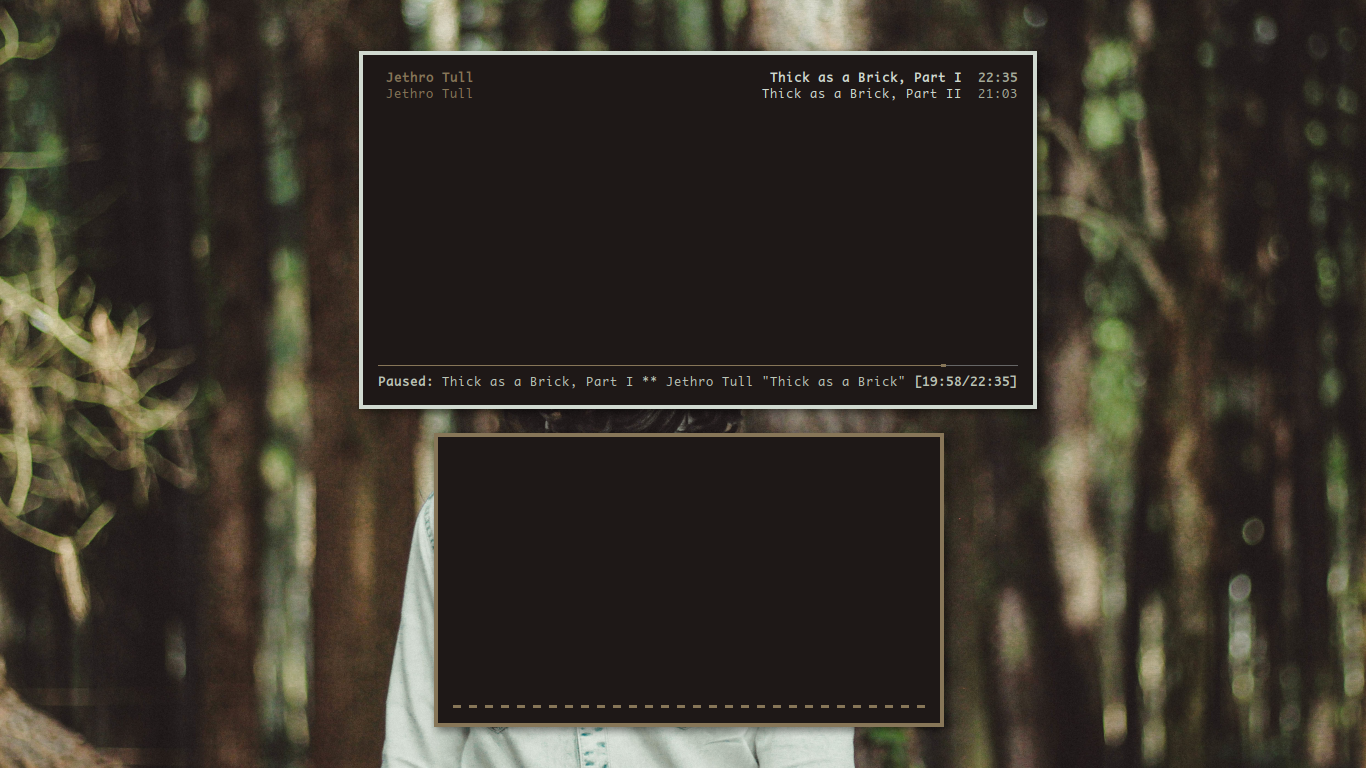 Jethro Tull Thick as a Brick, Part I 22:35
Jethro Tull Thick as a Brick, Part II 21:03
Paused: Thick as a Brick, Part I ** Jethro Tull "Thick as a Brick" [19:58/22:35]